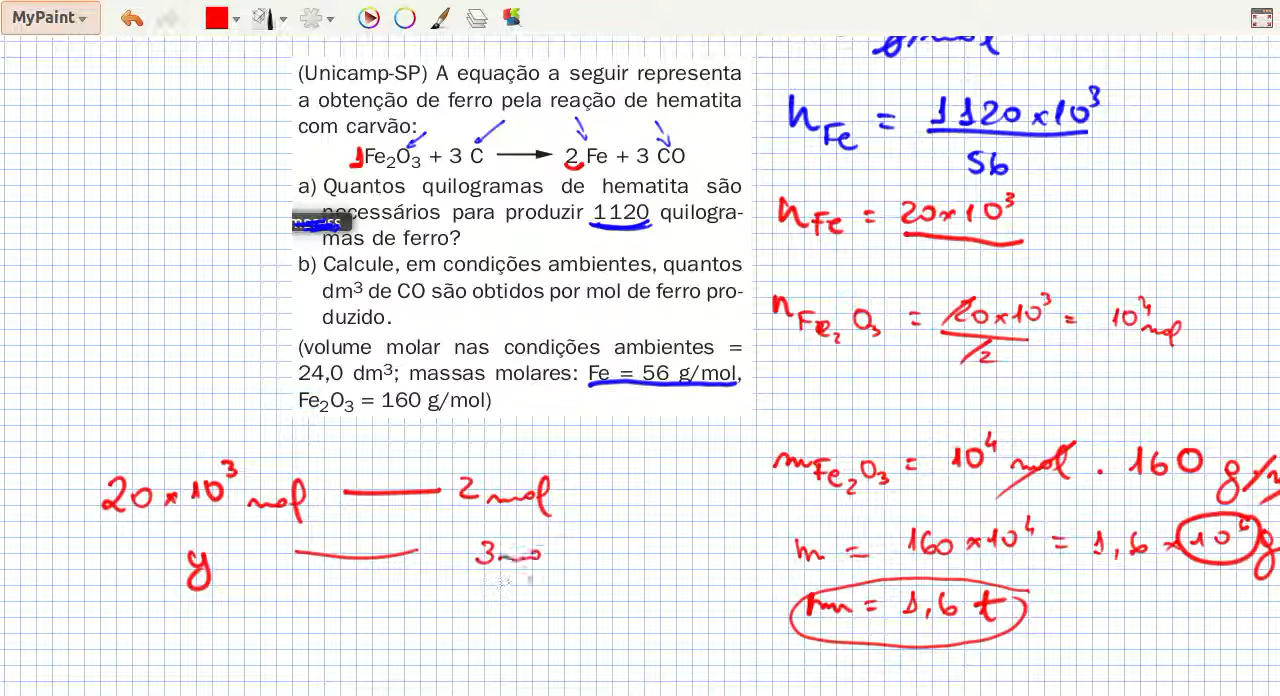 MyPaint
g/mol
(Unicamp-SP) A equação a seguir representa
a obtenção de ferro pela reação de hematita
com carvão:
1Fe₂O₃ + 3 C ⟶ 2 Fe + 3 CO
a) Quantos quilogramas de hematita são
necessários para produzir 1120 quilogra-
mas de ferro?
b) Calcule, em condições ambientes, quantos
dm³ de CO são obtidos por mol de ferro pro-
duzido.
(volume molar nas condições ambientes =
24,0 dm³; massas molares: Fe = 56 g/mol,
Fe₂O₃ = 160 g/mol)
nFe = 1120×10³
56
nFe = 20×10³
nFe₂O₃ = 20×10³ = 10⁴ mol
2
mFe₂O₃ = 10⁴ mol . 160 g/m
m = 160×10⁴ = 1,6 × 10⁶ g
m = 1,6 t
20×10³ mol — 2 mol
y — 3